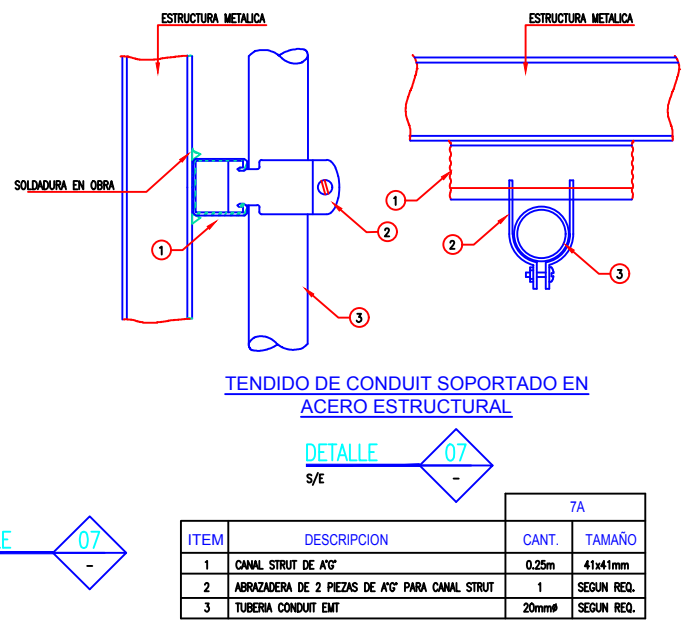 ESTRUCTURA METALICA
ESTRUCTURA METALICA
SOLDADURA EN OBRA
1
2
3
1
2
3
TENDIDO DE CONDUIT SOPORTADO EN
ACERO ESTRUCTURAL
DETALLE 07
S/E -
E 07
-
7A
ITEM DESCRIPCION CANT. TAMAÑO
1 CANAL STRUT DE A°G° 0.25m 41x41mm
2 ABRAZADERA DE 2 PIEZAS DE A°G° PARA CANAL STRUT 1 SEGUN REQ.
3 TUBERIA CONDUIT EMT 20mmø SEGUN REQ.